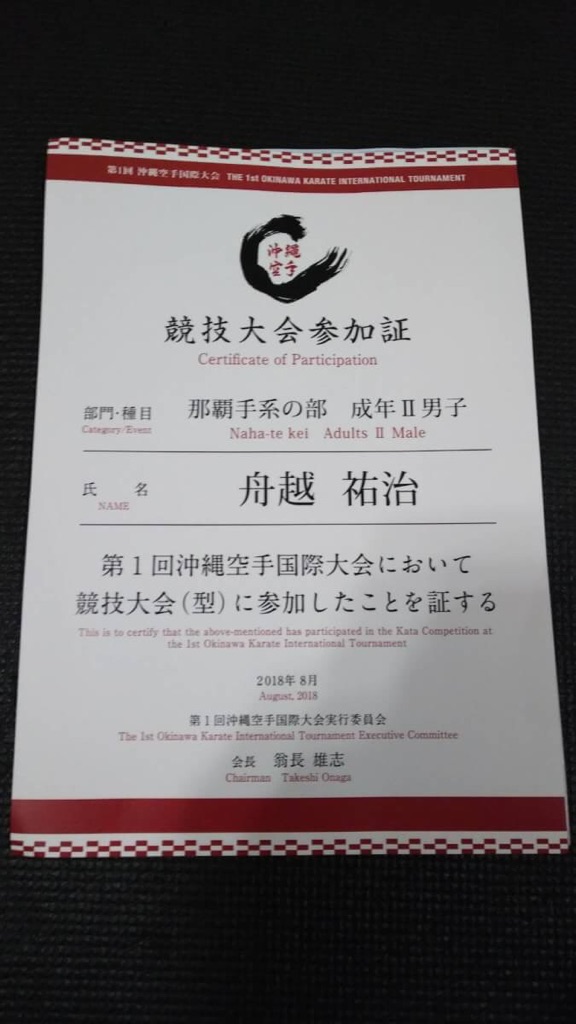 第1回 沖縄空手国際大会 THE 1st OKINAWA KARATE INTERNATIONAL TOURNAMENT
沖縄
空手
競技大会参加証
Certificate of Participation
部門・種目 那覇手系の部 成年Ⅱ男子
Category/Event Naha-te kei Adults Ⅱ Male
氏 名 舟越 祐治
NAME
第1回沖縄空手国際大会において
競技大会(型)に参加したことを証する
This is to certify that the above-mentioned has participated in the Kata Competition at
the 1st Okinawa Karate International Tournament
2018年 8月
August, 2018
第1回沖縄空手国際大会実行委員会
The 1st Okinawa Karate International Tournament Executive Committee
会長 翁長 雄志
Chairman Takeshi Onaga